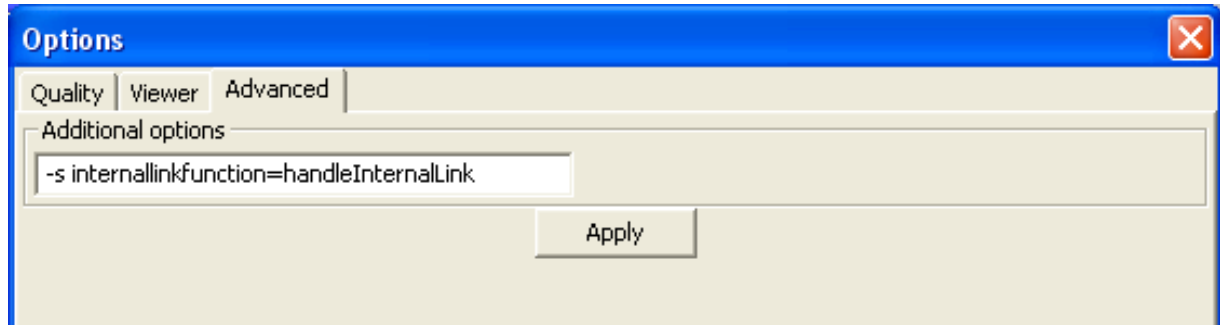 Options
Quality Viewer Advanced
Additional options
-s internallinkfunction=handleInternalLink
Apply